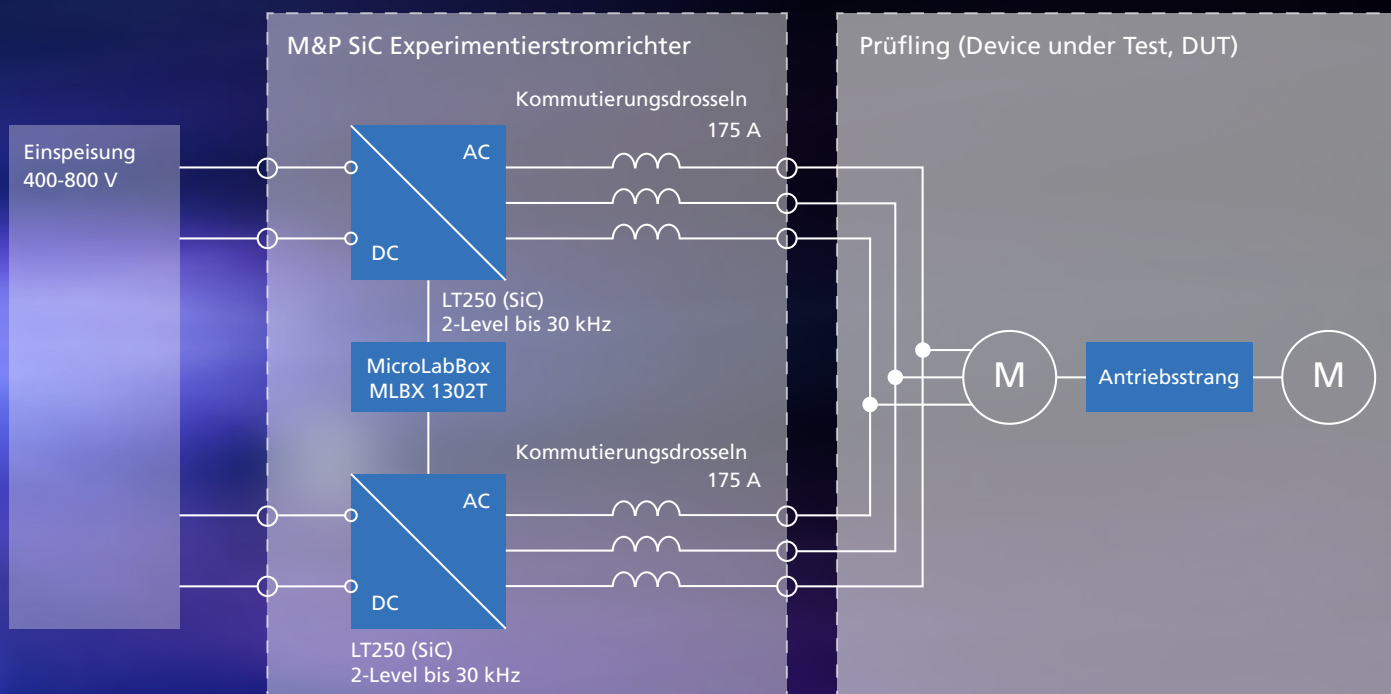 M&P SiC Experimentierstromrichter
Prüfling (Device under Test, DUT)
Einspeisung
400-800 V
Kommutierungsdrosseln
175 A
AC
DC
LT250 (SiC)
2-Level bis 30 kHz
MicroLabBox
MLBX 1302T
M
Antriebsstrang
M
Kommutierungsdrosseln
175 A
AC
DC
LT250 (SiC)
2-Level bis 30 kHz